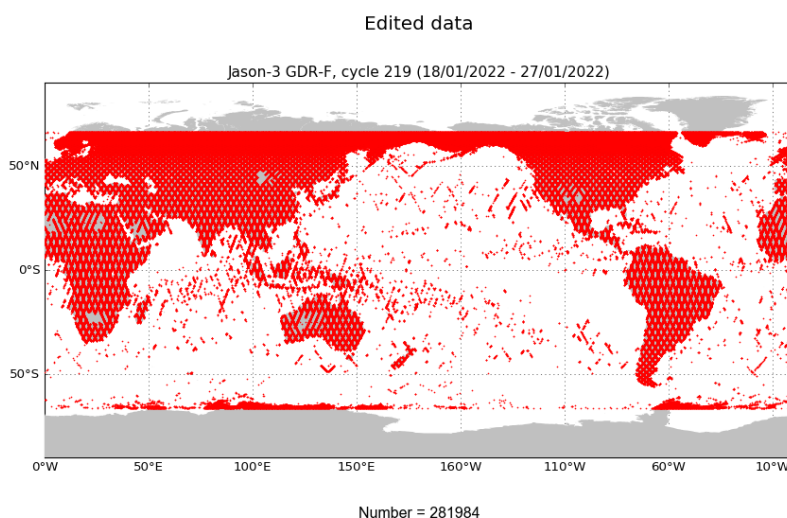 Edited data
Jason-3 GDR-F, cycle 219 (18/01/2022 - 27/01/2022)
50°N
0°S
50°S
0°W 50°E 100°E 150°E 160°W 110°W 60°W 10°W
Number = 281984